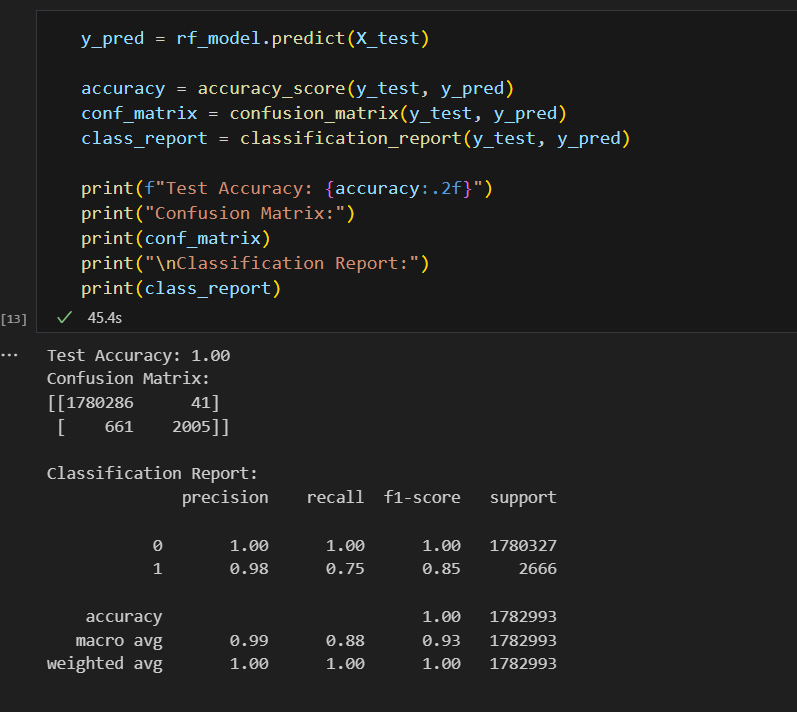 y_pred = rf_model.predict(X_test)
accuracy = accuracy_score(y_test, y_pred)
conf_matrix = confusion_matrix(y_test, y_pred)
class_report = classification_report(y_test, y_pred)
print(f"Test Accuracy: {accuracy:.2f}")
print("Confusion Matrix:")
print(conf_matrix)
print("\nClassification Report:")
print(class_report)
[13] ✓ 45.4s
... Test Accuracy: 1.00
Confusion Matrix:
[[1780286      41]
 [    661    2005]]
Classification Report:
              precision    recall  f1-score   support
           0       1.00      1.00      1.00   1780327
           1       0.98      0.75      0.85      2666
    accuracy                           1.00   1782993
   macro avg       0.99      0.88      0.93   1782993
weighted avg       1.00      1.00      1.00   1782993